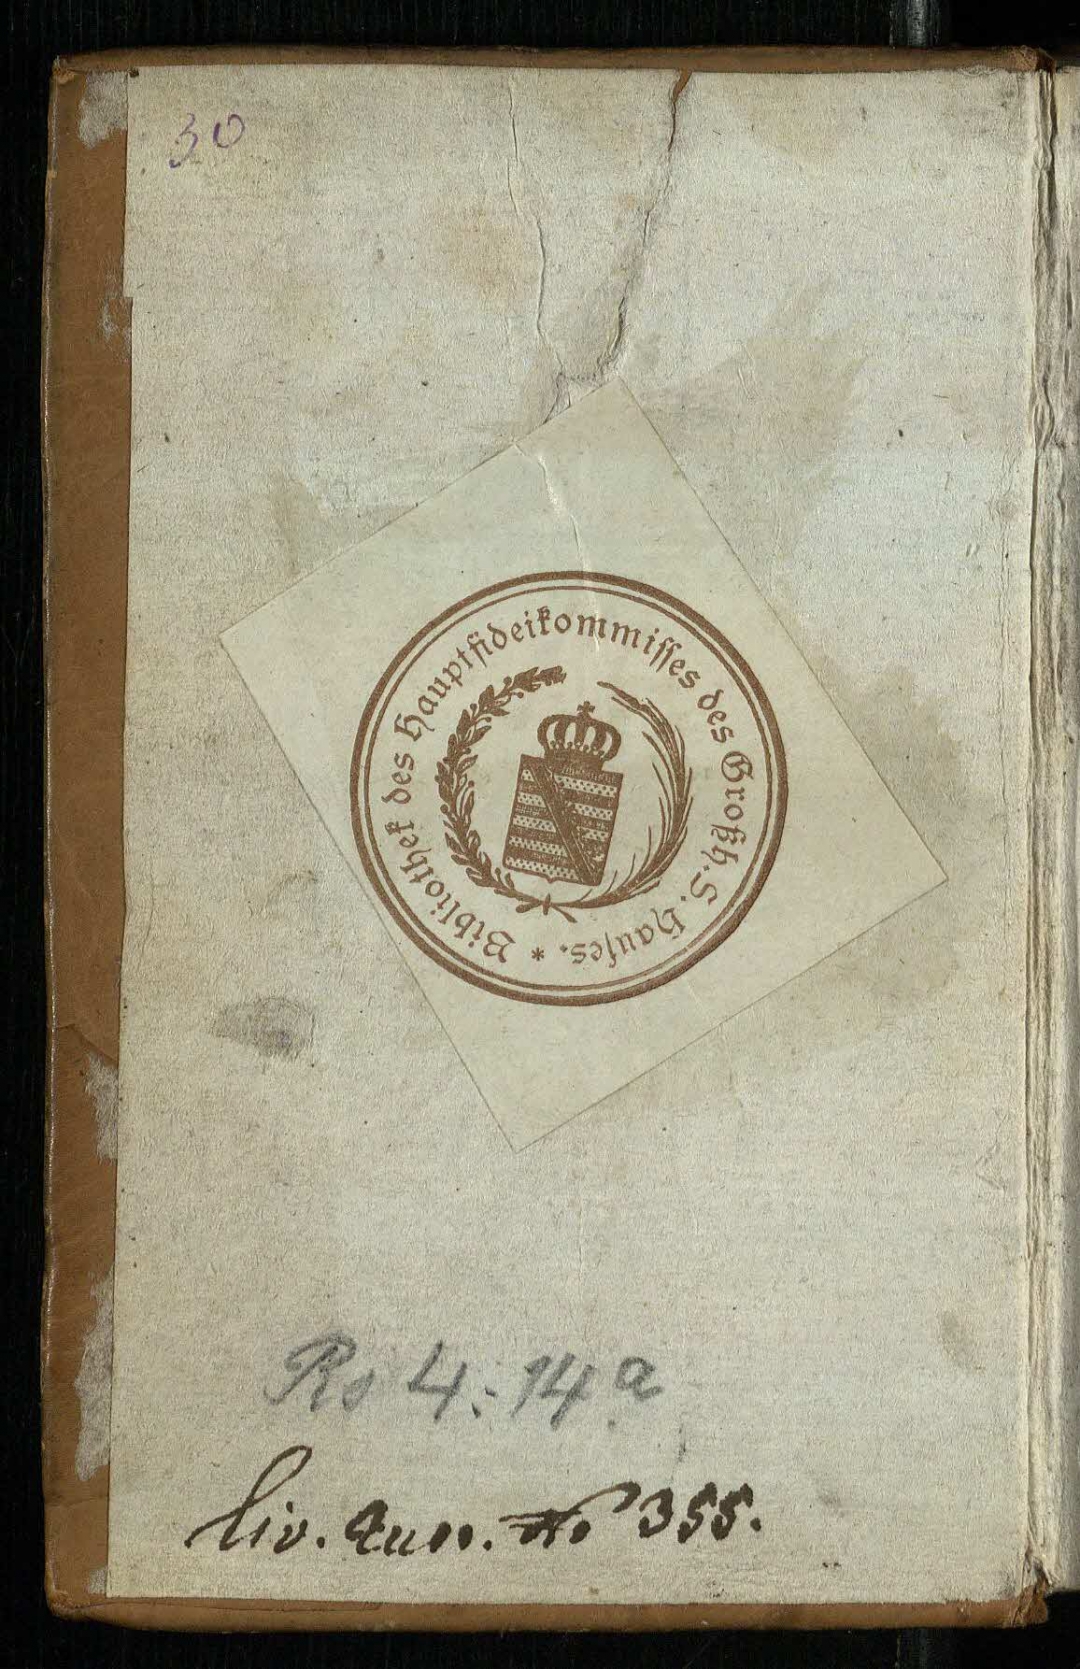 30
Bibliothek des Hauptfideikommisses des Großh. S. Hauses. *
Ro 4: 14a
Liv. Aun. No 355.